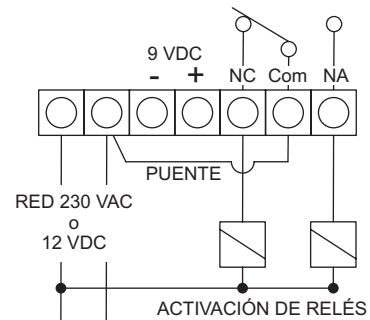 9 VDC
- + NC Com NA
PUENTE
RED 230 VAC
o
12 VDC
ACTIVACIÓN DE RELÉS